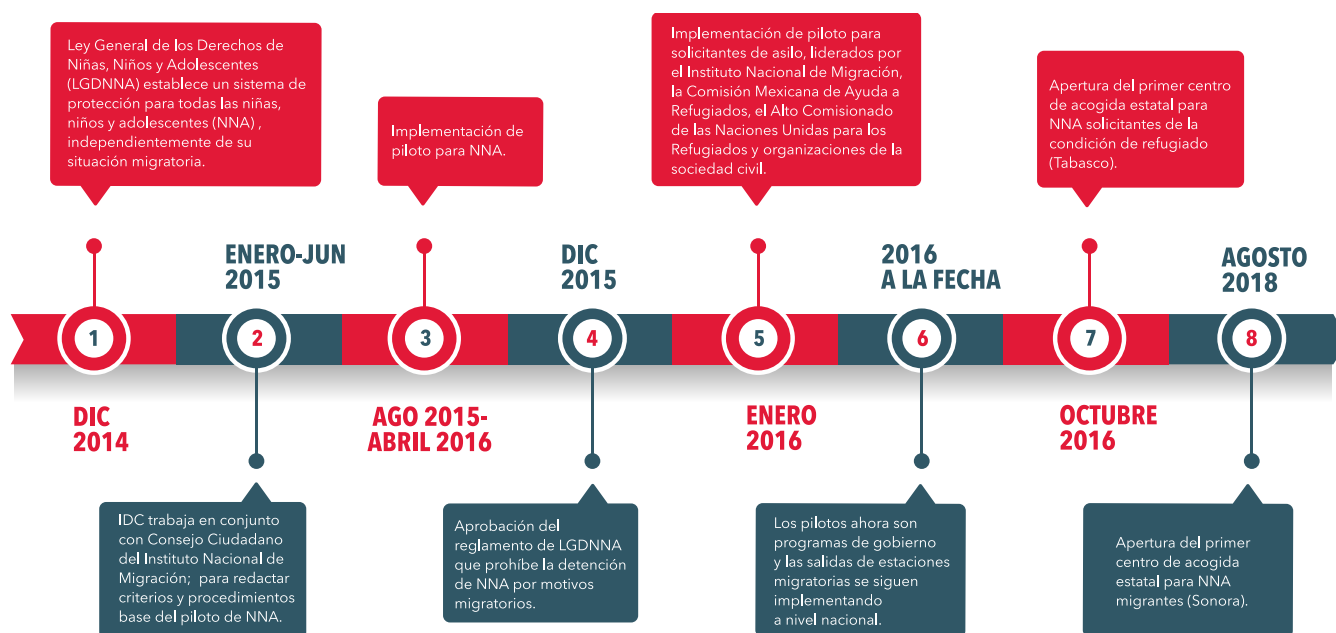 Ley General de los Derechos de
Niñas, Niños y Adolescentes
(LGDNNA) establece un sistema de
protección para todas las niñas,
niños y adolescentes (NNA) ,
independientemente de su
situación migratoria.
Implementación de
piloto para NNA.
Implementación de piloto para
solicitantes de asilo, liderados por
el Instituto Nacional de Migración,
la Comisión Mexicana de Ayuda a
Refugiados, el Alto Comisionado
de las Naciones Unidas para los
Refugiados y organizaciones de la
sociedad civil.
Apertura del primer centro
de acogida estatal para
NNA solicitantes de la
condición de refugiado
(Tabasco).
ENERO-JUN
2015
DIC
2015
2016
A LA FECHA
AGOSTO
2018
1
2
3
4
5
6
7
8
DIC
2014
AGO 2015-
ABRIL 2016
ENERO
2016
OCTUBRE
2016
IDC trabaja en conjunto
con Consejo Ciudadano
del Instituto Nacional de
Migración; para redactar
criterios y procedimientos
base del piloto de NNA.
Aprobación del
reglamento de LGDNNA
que prohíbe la detención
de NNA por motivos
migratorios.
Los pilotos ahora son
programas de gobierno
y las salidas de estaciones
migratorias se siguen
implementando
a nivel nacional.
Apertura del primer
centro de acogida
estatal para NNA
migrantes (Sonora).